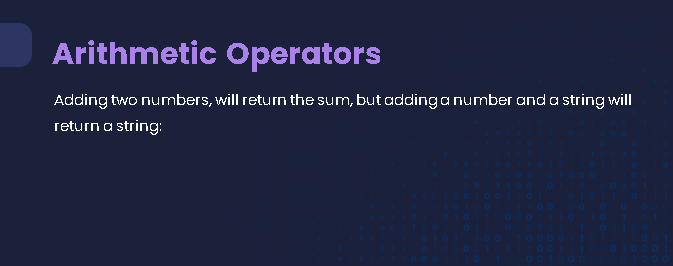 Arithmetic Operators
Adding two numbers, will return the sum, but adding a number and a string will
return a string: